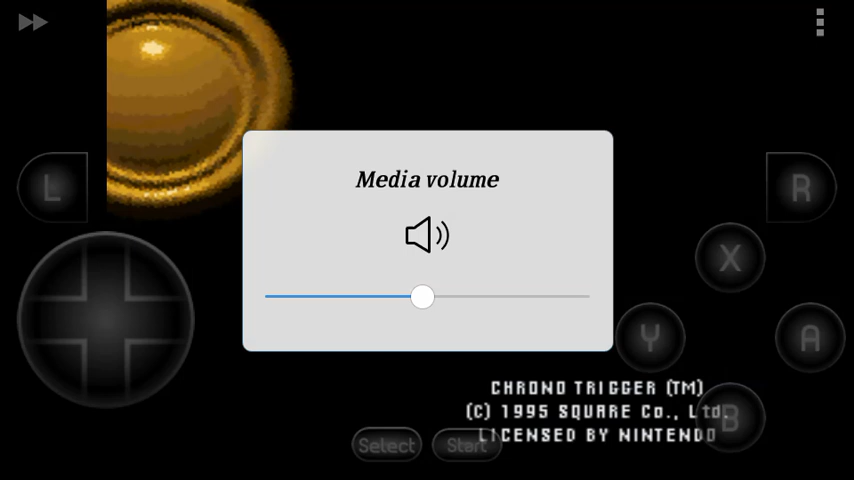 L
R
Media volume
X
Y
A
CHRONO TRIGGER (TM)
(C) 1995 SQUARE Co., Ltd.
B
LICENSED BY NINTENDO
Select
Start